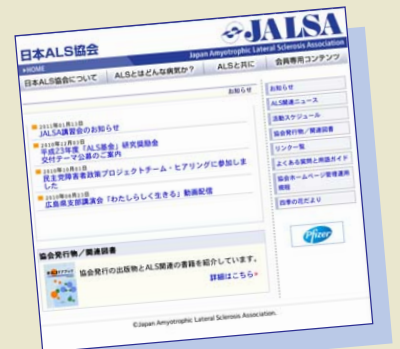 日本ALS協会
JALSA
Japan Amyotrophic Lateral Sclerosis Association
HOME
日本ALS協会について
ALSとはどんな病気か?
ALSと共に
会員専用コンテンツ
お知らせ
2011年01月11日
JALSA講習会のお知らせ
2010年12月02日
平成23年度「ALS基金」研究奨励金
交付テーマ公募のご案内
2010年10月01日
民主党障害者政策プロジェクトチーム・ヒアリングに参加しま
した
広島県支部講演会「わたしらしく生きる」動画配信
お知らせ
ALS関連ニュース
活動スケジュール
協会発行物/関連図書
リンク一覧
よくある質問と用語ガイド
協会ホームページ管理運用
規程
四季の花だより
Pfizer
協会発行物/関連図書
協会発行の出版物とALS関連の書籍を紹介しています。
詳細はこちら
©Japan Amyotrophic Lateral Sclerosis Association.